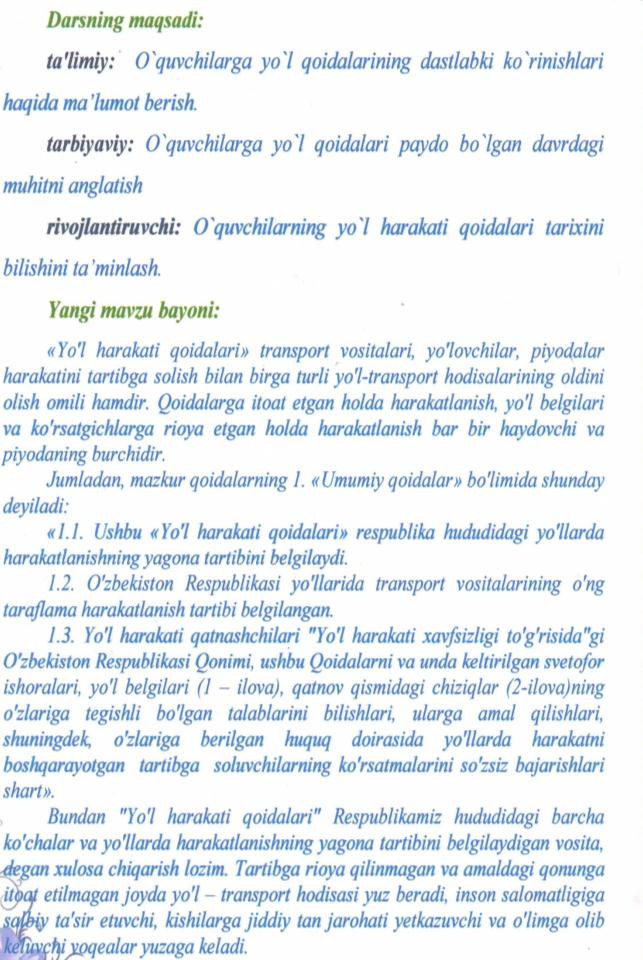 Darsning maqsadi:
ta'limiy: O`quvchilarga yo`l qoidalarining dastlabki ko`rinishlari
haqida ma’lumot berish.
tarbiyaviy: O`quvchilarga yo`l qoidalari paydo bo`lgan davrdagi
muhitni anglatish
rivojlantiruvchi: O`quvchilarning yo`l harakati qoidalari tarixini
bilishini ta’minlash.
Yangi mavzu bayoni:
«Yo'l harakati qoidalari» transport vositalari, yo'lovchilar, piyodalar
harakatini tartibga solish bilan birga turli yo'l-transport hodisalarining oldini
olish omili hamdir. Qoidalarga itoat etgan holda harakatlanish, yo'l belgilari
va ko'rsatgichlarga rioya etgan holda harakatlanish bar bir haydovchi va
piyodaning burchidir.
Jumladan, mazkur qoidalarning 1. «Umumiy qoidalar» bo'limida shunday
deyiladi:
«1.1. Ushbu «Yo'l harakati qoidalari» respublika hududidagi yo'llarda
harakatlanishning yagona tartibini belgilaydi.
1.2. O'zbekiston Respublikasi yo'llarida transport vositalarining o'ng
taraflama harakatlanish tartibi belgilangan.
1.3. Yo'l harakati qatnashchilari "Yo'l harakati xavfsizligi to'g'risida"gi
O'zbekiston Respublikasi Qonimi, ushbu Qoidalarni va unda keltirilgan svetofor
ishoralari, yo'l belgilari (1 – ilova), qatnov qismidagi chiziqlar (2-ilova)ning
o'zlariga tegishli bo'lgan talablarini bilishlari, ularga amal qilishlari,
shuningdek, o'zlariga berilgan huquq doirasida yo'llarda harakatni
boshqarayotgan tartibga soluvchilarning ko'rsatmalarini so'zsiz bajarishlari
shart».
Bundan "Yo'l harakati qoidalari" Respublikamiz hududidagi barcha
ko'chalar va yo'llarda harakatlanishning yagona tartibini belgilaydigan vosita,
degan xulosa chiqarish lozim. Tartibga rioya qilinmagan va amaldagi qonunga
itoat etilmagan joyda yo'l – transport hodisasi yuz beradi, inson salomatligiga
salbiy ta'sir etuvchi, kishilarga jiddiy tan jarohati yetkazuvchi va o'limga olib
keluvchi voqealar yuzaga keladi.